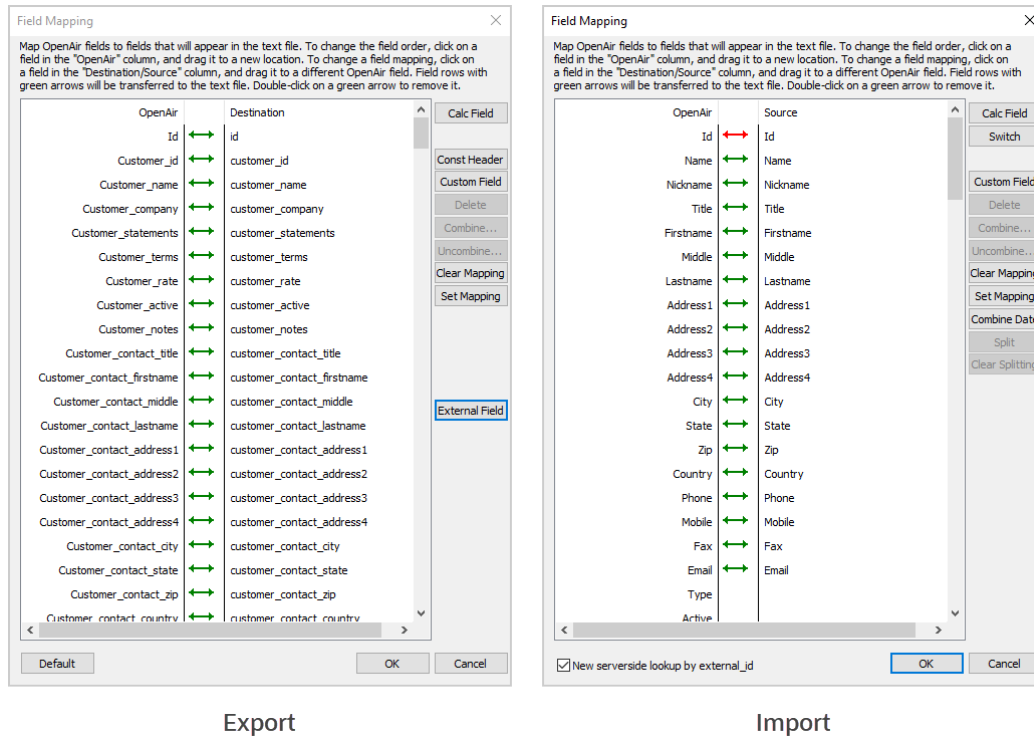 Field Mapping
Map OpenAir fields to fields that will appear in the text file. To change the field order, click on a
field in the "OpenAir" column, and drag it to a new location. To change a field mapping, click on
a field in the "Destination/Source" column, and drag it to a different OpenAir field. Field rows with
green arrows will be transferred to the text file. Double-click on a green arrow to remove it.
OpenAir Destination
Id id
Customer_id customer_id
Customer_name customer_name
Customer_company customer_company
Customer_statements customer_statements
Customer_terms customer_terms
Customer_rate customer_rate
Customer_active customer_active
Customer_notes customer_notes
Customer_contact_title customer_contact_title
Customer_contact_firstname customer_contact_firstname
Customer_contact_middle customer_contact_middle
Customer_contact_lastname customer_contact_lastname
Customer_contact_address1 customer_contact_address1
Customer_contact_address2 customer_contact_address2
Customer_contact_address3 customer_contact_address3
Customer_contact_address4 customer_contact_address4
Customer_contact_city customer_contact_city
Customer_contact_state customer_contact_state
Customer_contact_zip customer_contact_zip
Customer_contact_country customer_contact_country
Calc Field
Const Header
Custom Field
Delete
Combine...
Uncombine...
Clear Mapping
Set Mapping
External Field
Default OK Cancel
Export
Field Mapping
Map OpenAir fields to fields that will appear in the text file. To change the field order, click on a
field in the "OpenAir" column, and drag it to a new location. To change a field mapping, click on
a field in the "Destination/Source" column, and drag it to a different OpenAir field. Field rows with
green arrows will be transferred to the text file. Double-click on a green arrow to remove it.
OpenAir Source
Id Id
Name Name
Nickname Nickname
Title Title
Firstname Firstname
Middle Middle
Lastname Lastname
Address1 Address1
Address2 Address2
Address3 Address3
Address4 Address4
City City
State State
Zip Zip
Country Country
Phone Phone
Mobile Mobile
Fax Fax
Email Email
Type
Active
Calc Field
Switch
Custom Field
Delete
Combine...
Uncombine...
Clear Mapping
Set Mapping
Combine Date
Split
Clear Splitting
New serverside lookup by external_id OK Cancel
Import